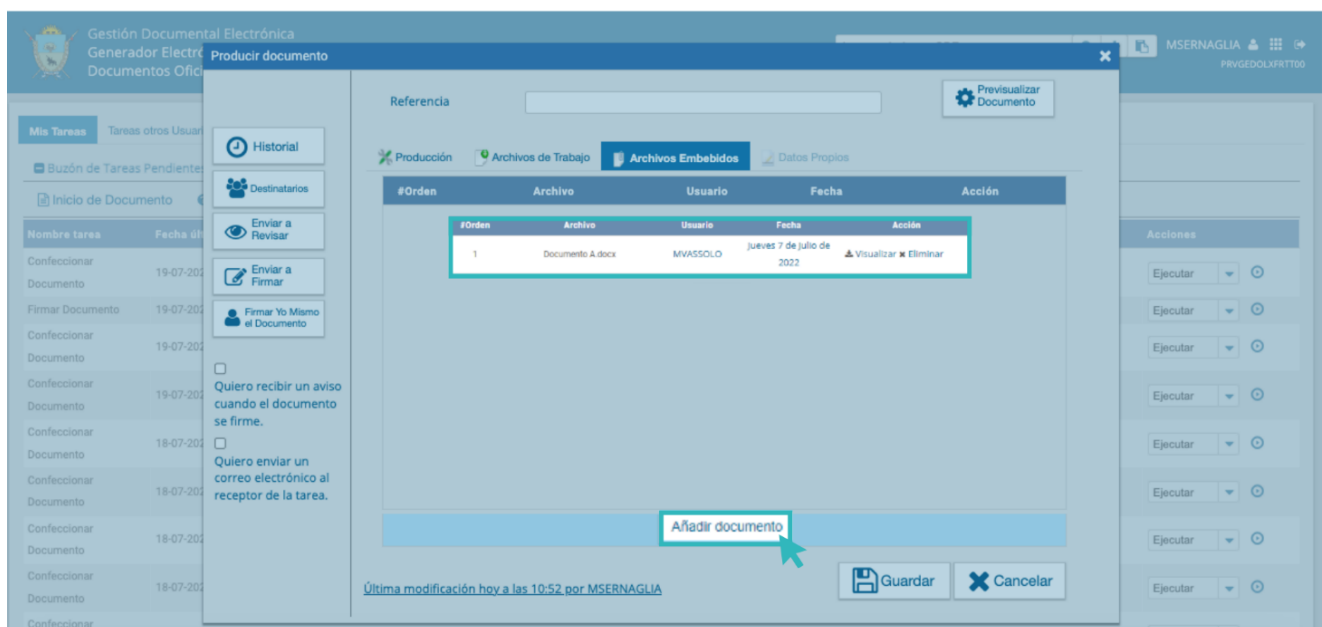 Gestión Documental Electrónica
Generador Electró
Documentos Ofici
MSERNAGLIA
PRVGEDOLXFRTT00
Producir documento
Referencia
Previsualizar
Documento
Mis Tareas
Tareas otros Usuari
Buzón de Tareas Pendientes
Inicio de Documento
Historial
Destinatarios
Enviar a
Revisar
Enviar a
Firmar
Firmar Yo Mismo
el Documento
Quiero recibir un aviso
cuando el documento
se firme.
Quiero enviar un
correo electrónico al
receptor de la tarea.
Producción
Archivos de Trabajo
Archivos Embebidos
Datos Propios
#Orden Archivo Usuario Fecha Acción
#Orden Archivo Usuario Fecha Acción
1 Documento A.docx MVASSOLO jueves 7 de julio de
2022
Visualizar Eliminar
Añadir documento
Última modificación hoy a las 10:52 por MSERNAGLIA
Guardar
Cancelar
Nombre tarea Fecha últ Acciones
Confeccionar
Documento
19-07-202 Ejecutar
Firmar Documento 19-07-202 Ejecutar
Confeccionar
Documento
19-07-202 Ejecutar
Confeccionar
Documento
19-07-202 Ejecutar
Confeccionar
Documento
18-07-202 Ejecutar
Confeccionar
Documento
18-07-202 Ejecutar
Confeccionar
Documento
18-07-202 Ejecutar
Confeccionar
Documento
18-07-202 Ejecutar
Confeccionar